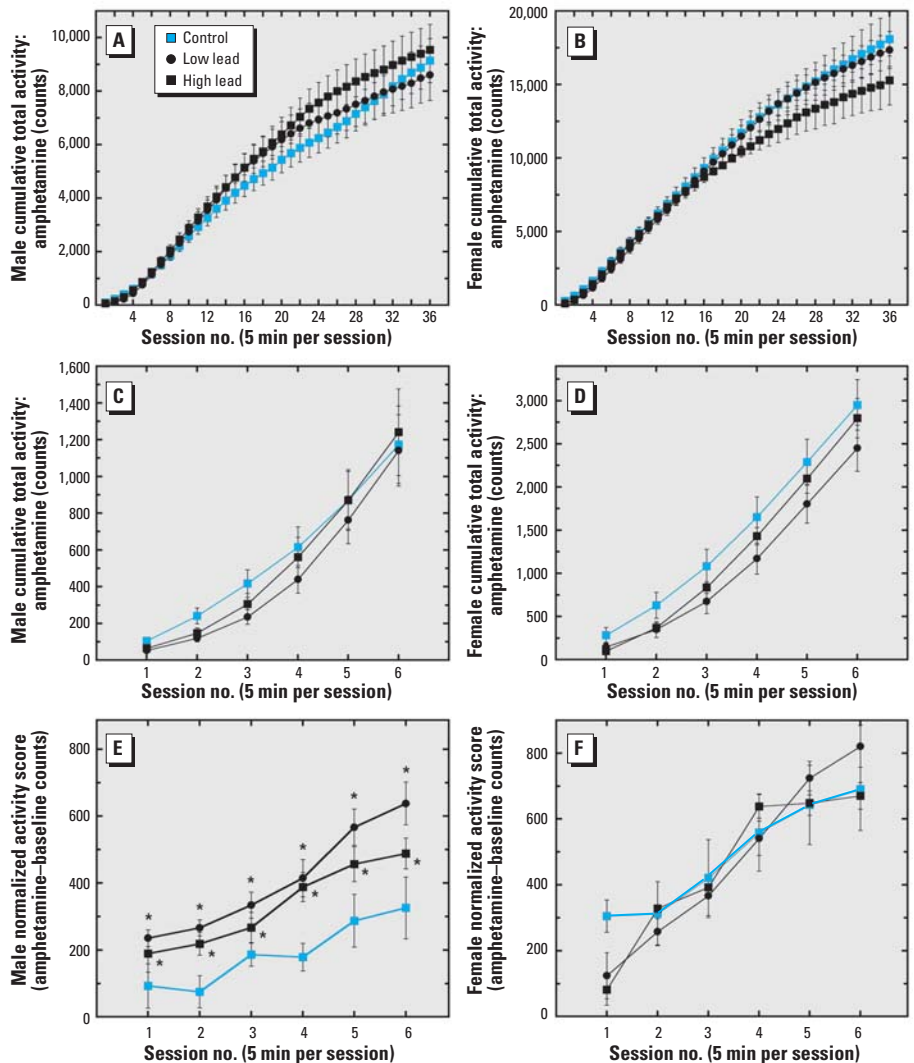 A
Control
Low lead
High lead
Male cumulative total activity:
amphetamine (counts)
10,000
8,000
6,000
4,000
2,000
0
4 8 12 16 20 24 28 32 36
Session no. (5 min per session)
B
Female cumulative total activity:
amphetamine (counts)
20,000
15,000
10,000
5,000
0
4 8 12 16 20 24 28 32 36
Session no. (5 min per session)
C
Male cumulative total activity:
amphetamine (counts)
1,600
1,400
1,200
1,000
800
600
400
200
0
1 2 3 4 5 6
Session no. (5 min per session)
D
Female cumulative total activity:
amphetamine (counts)
3,000
2,500
2,000
1,500
1,000
500
0
1 2 3 4 5 6
Session no. (5 min per session)
E
Male normalized activity score
(amphetamine–baseline counts)
800
600
400
200
0
* * * * * *
* * * * * *
1 2 3 4 5 6
Session no. (5 min per session)
F
Female normalized activity score
(amphetamine–baseline counts)
800
600
400
200
0
1 2 3 4 5 6
Session no. (5 min per session)